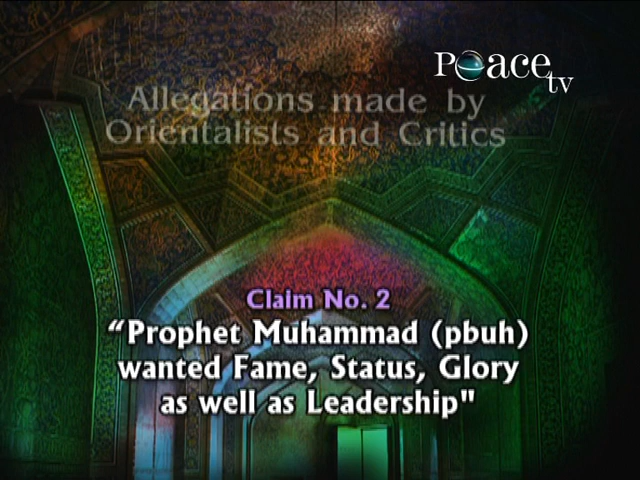 Peace
tv
Allegations made by
Orientalists and Critics
Claim No. 2
“Prophet Muhammad (pbuh)
wanted Fame, Status, Glory
as well as Leadership"